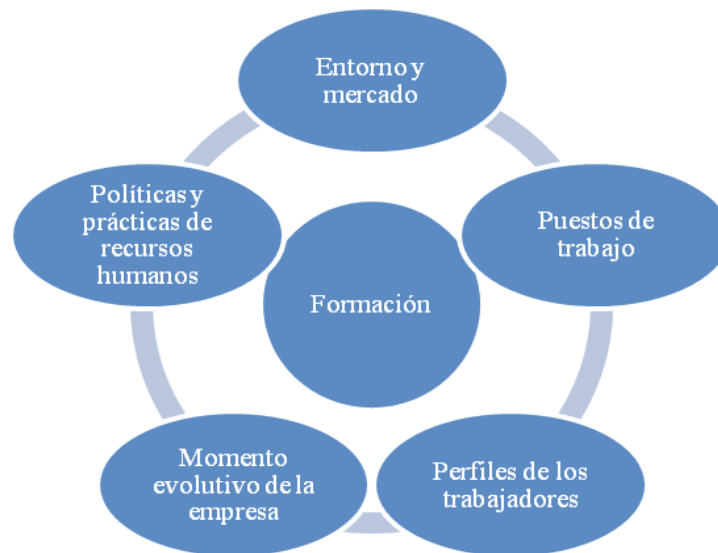 Entorno y
mercado
Políticas y
prácticas de
recursos
humanos
Puestos de
trabajo
Formación
Momento
evolutivo de la
empresa
Perfiles de los
trabajadores